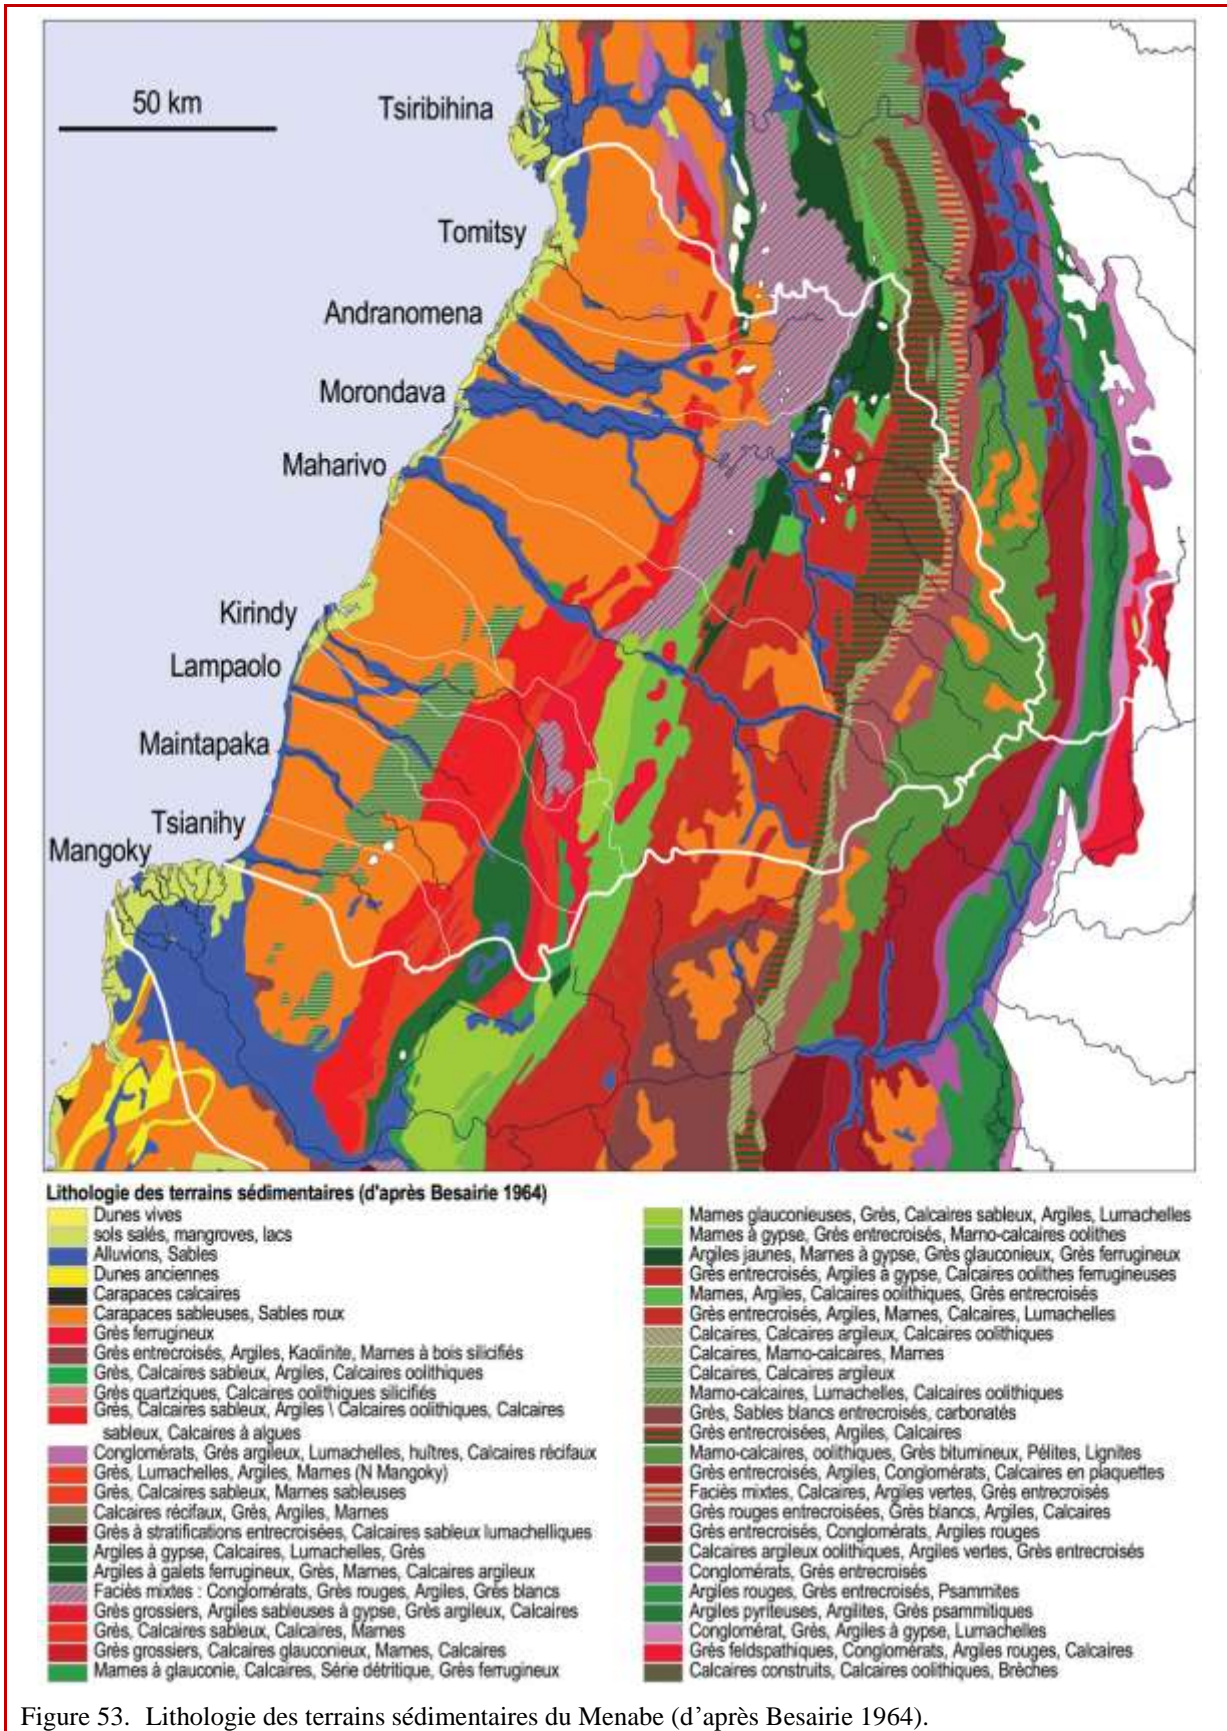 50 km
Tsiribihina
Tomitsy
Andranomena
Morondava
Maharivo
Kirindy
Lampaolo
Maintapaka
Tsianihy
Mangoky
Lithologie des terrains sédimentaires (d'après Besairie 1964)
Dunes vives
sols salés, mangroves, lacs
Alluvions, Sables
Dunes anciennes
Carapaces calcaires
Carapaces sableuses, Sables roux
Grès ferrugineux
Grès entrecroisés, Argiles, Kaolinite, Marnes à bois silicifiés
Grès, Calcaires sableux, Argiles, Calcaires oolithiques
Grès quartziques, Calcaires oolithiques silicifiés
Grès, Calcaires sableux, Argiles \ Calcaires oolithiques, Calcaires
sableux, Calcaires à algues
Conglomérats, Grès argileux, Lumachelles, huîtres, Calcaires récifaux
Grès, Lumachelles, Argiles, Marnes (N Mangoky)
Grès, Calcaires sableux, Marnes sableuses
Calcaires récifaux, Grès, Argiles, Marnes
Grès à stratifications entrecroisées, Calcaires sableux lumachelliques
Argiles à gypse, Calcaires, Lumachelles, Grès
Argiles à galets ferrugineux, Grès, Marnes, Calcaires argileux
Faciès mixtes : Conglomérats, Grès rouges, Argiles, Grès blancs
Grès grossiers, Argiles sableuses à gypse, Grès argileux, Calcaires
Grès, Calcaires sableux, Calcaires, Marnes
Grès grossiers, Calcaires glauconieux, Marnes, Calcaires
Marnes à glauconie, Calcaires, Série détritique, Grès ferrugineux
Marnes glauconieuses, Grès, Calcaires sableux, Argiles, Lumachelles
Marnes à gypse, Grès entrecroisés, Marno-calcaires oolithes
Argiles jaunes, Marnes à gypse, Grès glauconieux, Grès ferrugineux
Grès entrecroisés, Argiles à gypse, Calcaires oolithes ferrugineuses
Marnes, Argiles, Calcaires oolithiques, Grès entrecroisés
Grès entrecroisés, Argiles, Marnes, Calcaires, Lumachelles
Calcaires, Calcaires argileux, Calcaires oolithiques
Calcaires, Marno-calcaires, Marnes
Calcaires, Calcaires argileux
Marno-calcaires, Lumachelles, Calcaires oolithiques
Grès, Sables blancs entrecroisés, carbonatés
Grès entrecroisées, Argiles, Calcaires
Marno-calcaires, oolithiques, Grès bitumineux, Pélites, Lignites
Grès entrecroisés, Argiles, Conglomérats, Calcaires en plaquettes
Faciès mixtes, Calcaires, Argiles vertes, Grès entrecroisés
Grès rouges entrecroisées, Grès blancs, Argiles, Calcaires
Grès entrecroisés, Conglomérats, Argiles rouges
Calcaires argileux oolithiques, Argiles vertes, Grès entrecroisés
Conglomérats, Grès entrecroisés
Argiles rouges, Grès entrecroisés, Psammites
Argiles pyriteuses, Argilites, Grès psammitiques
Conglomérat, Grès, Argiles à gypse, Lumachelles
Grès feldspathiques, Conglomérats, Argiles rouges, Calcaires
Calcaires construits, Calcaires oolithiques, Brèches
Figure 53. Lithologie des terrains sédimentaires du Menabe (d’après Besairie 1964).